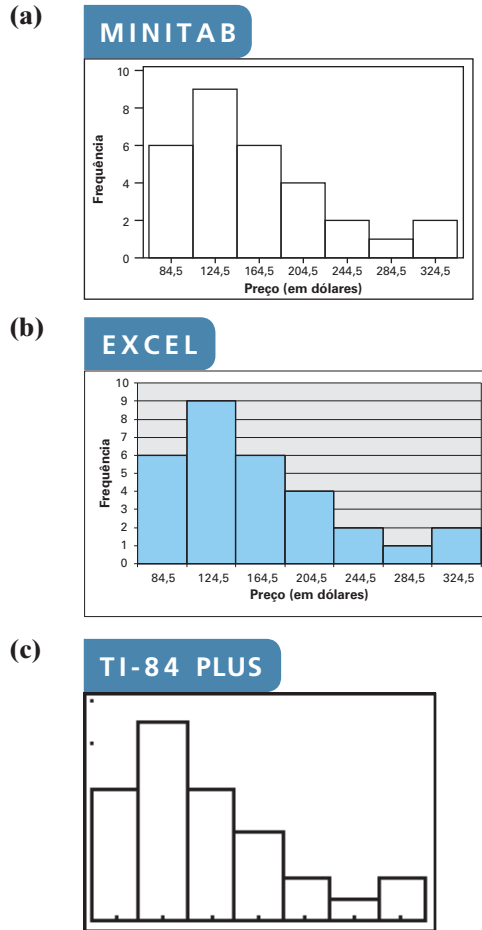 (a)
MINITAB
10
8
6
4
2
0
Frequência
84,5 124,5 164,5 204,5 244,5 284,5 324,5
Preço (em dólares)
(b)
EXCEL
10
9
8
7
6
5
4
3
2
1
0
Frequência
84,5 124,5 164,5 204,5 244,5 284,5 324,5
Preço (em dólares)
(c)
TI-84 PLUS